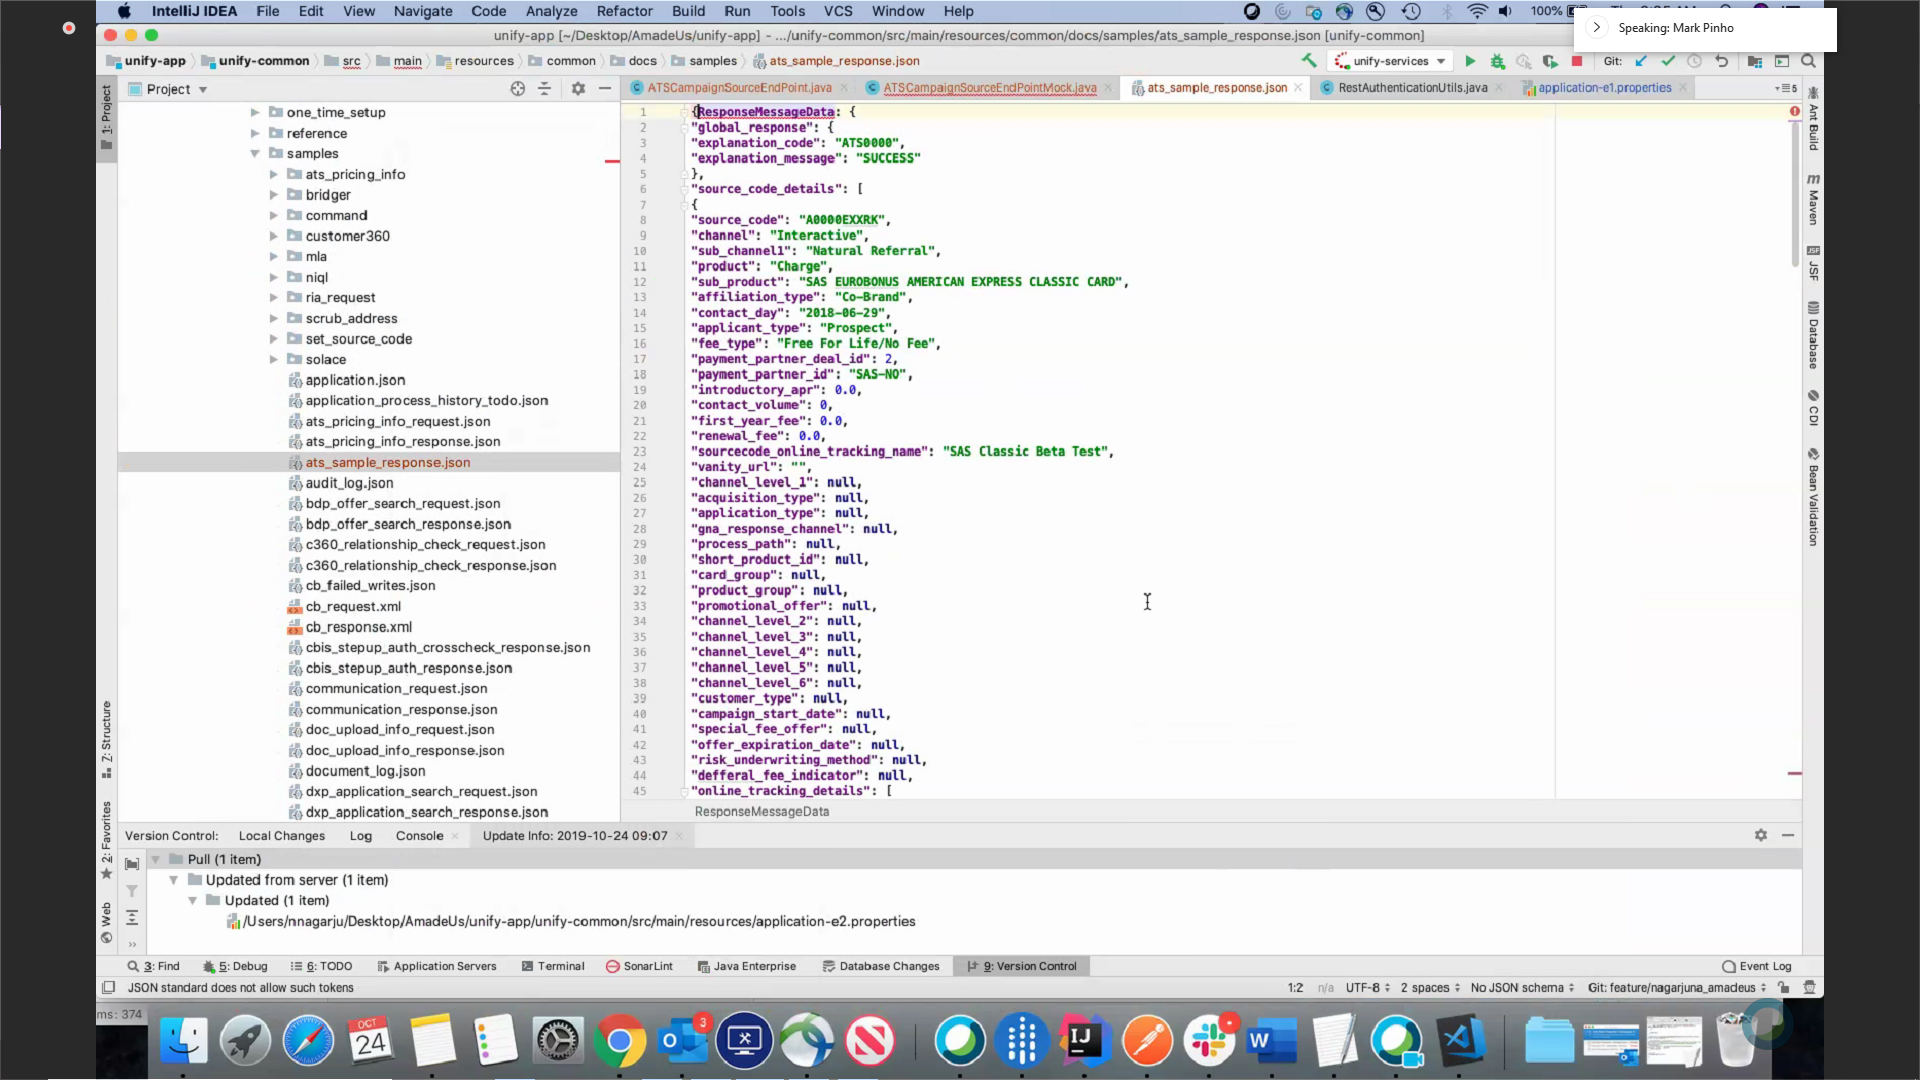 IntelliJ IDEA File Edit View Navigate Code Analyze Refactor Build Run Tools VCS Window Help 100%
Speaking: Mark Pinho
unify-app [~/Desktop/AmadeUs/unify-app] - .../unify-common/src/main/resources/common/docs/samples/ats_sample_response.json [unify-common]
unify-app unify-common src main resources common docs samples ats_sample_response.json unify-services Git:
Project ATSCampaignSourceEndPoint.java ATSCampaignSourceEndPointMock.java ats_sample_response.json RestAuthenticationUtils.java application-e1.properties
one_time_setup
reference
samples
ats_pricing_info
bridger
command
customer360
mla
niql
ria_request
scrub_address
set_source_code
solace
application.json
application_process_history_todo.json
ats_pricing_info_request.json
ats_pricing_info_response.json
ats_sample_response.json
audit_log.json
bdp_offer_search_request.json
bdp_offer_search_response.json
c360_relationship_check_request.json
c360_relationship_check_response.json
cb_failed_writes.json
cb_request.xml
cb_response.xml
cbis_stepup_auth_crosscheck_response.json
cbis_stepup_auth_response.json
communication_request.json
communication_response.json
doc_upload_info_request.json
doc_upload_info_response.json
document_log.json
dxp_application_search_request.json
dxp_application_search_response.json
1 {ResponseMessageData: {
2 "global_response": {
3 "explanation_code": "ATS0000",
4 "explanation_message": "SUCCESS"
5 },
6 "source_code_details": [
7 {
8 "source_code": "A0000EXXRK",
9 "channel": "Interactive",
10 "sub_channel1": "Natural Referral",
11 "product": "Charge",
12 "sub_product": "SAS EUROBONUS AMERICAN EXPRESS CLASSIC CARD",
13 "affiliation_type": "Co-Brand",
14 "contact_day": "2018-06-29",
15 "applicant_type": "Prospect",
16 "fee_type": "Free For Life/No Fee",
17 "payment_partner_deal_id": 2,
18 "payment_partner_id": "SAS-NO",
19 "introductory_apr": 0.0,
20 "contact_volume": 0,
21 "first_year_fee": 0.0,
22 "renewal_fee": 0.0,
23 "sourcecode_online_tracking_name": "SAS Classic Beta Test",
24 "vanity_url": "",
25 "channel_level_1": null,
26 "acquisition_type": null,
27 "application_type": null,
28 "gna_response_channel": null,
29 "process_path": null,
30 "short_product_id": null,
31 "card_group": null,
32 "product_group": null,
33 "promotional_offer": null,
34 "channel_level_2": null,
35 "channel_level_3": null,
36 "channel_level_4": null,
37 "channel_level_5": null,
38 "channel_level_6": null,
39 "customer_type": null,
40 "campaign_start_date": null,
41 "special_fee_offer": null,
42 "offer_expiration_date": null,
43 "risk_underwriting_method": null,
44 "defferal_fee_indicator": null,
45 "online_tracking_details": [
ResponseMessageData
1: Project
Z: Structure
2: Favorites
Web
Ant Build
Maven
JSF
Database
CDI
Bean Validation
Version Control: Local Changes Log Console Update Info: 2019-10-24 09:07
Pull (1 item)
Updated from server (1 item)
Updated (1 item)
/Users/nnagarju/Desktop/AmadeUs/unify-app/unify-common/src/main/resources/application-e2.properties
3: Find 5: Debug 6: TODO Application Servers Terminal SonarLint Java Enterprise Database Changes 9: Version Control Event Log
JSON standard does not allow such tokens 1:2 n/a UTF-8 2 spaces No JSON schema Git: feature/nagarjuna_amadeus
ms: 374
OCT
24
3